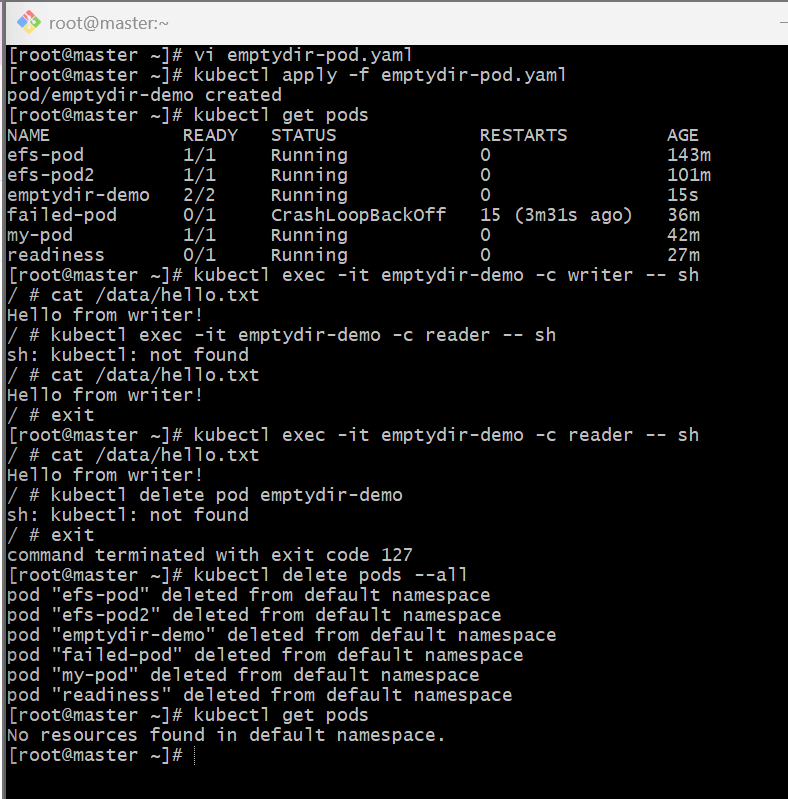 root@master:~
[root@master ~]# vi emptydir-pod.yaml
[root@master ~]# kubectl apply -f emptydir-pod.yaml
pod/emptydir-demo created
[root@master ~]# kubectl get pods
NAME            READY   STATUS             RESTARTS         AGE
efs-pod         1/1     Running            0                143m
efs-pod2        1/1     Running            0                101m
emptydir-demo   2/2     Running            0                15s
failed-pod      0/1     CrashLoopBackOff   15 (3m31s ago)   36m
my-pod          1/1     Running            0                42m
readiness       0/1     Running            0                27m
[root@master ~]# kubectl exec -it emptydir-demo -c writer -- sh
/ # cat /data/hello.txt
Hello from writer!
/ # kubectl exec -it emptydir-demo -c reader -- sh
sh: kubectl: not found
/ # cat /data/hello.txt
Hello from writer!
/ # exit
[root@master ~]# kubectl exec -it emptydir-demo -c reader -- sh
/ # cat /data/hello.txt
Hello from writer!
/ # kubectl delete pod emptydir-demo
sh: kubectl: not found
/ # exit
command terminated with exit code 127
[root@master ~]# kubectl delete pods --all
pod "efs-pod" deleted from default namespace
pod "efs-pod2" deleted from default namespace
pod "emptydir-demo" deleted from default namespace
pod "failed-pod" deleted from default namespace
pod "my-pod" deleted from default namespace
pod "readiness" deleted from default namespace
[root@master ~]# kubectl get pods
No resources found in default namespace.
[root@master ~]#